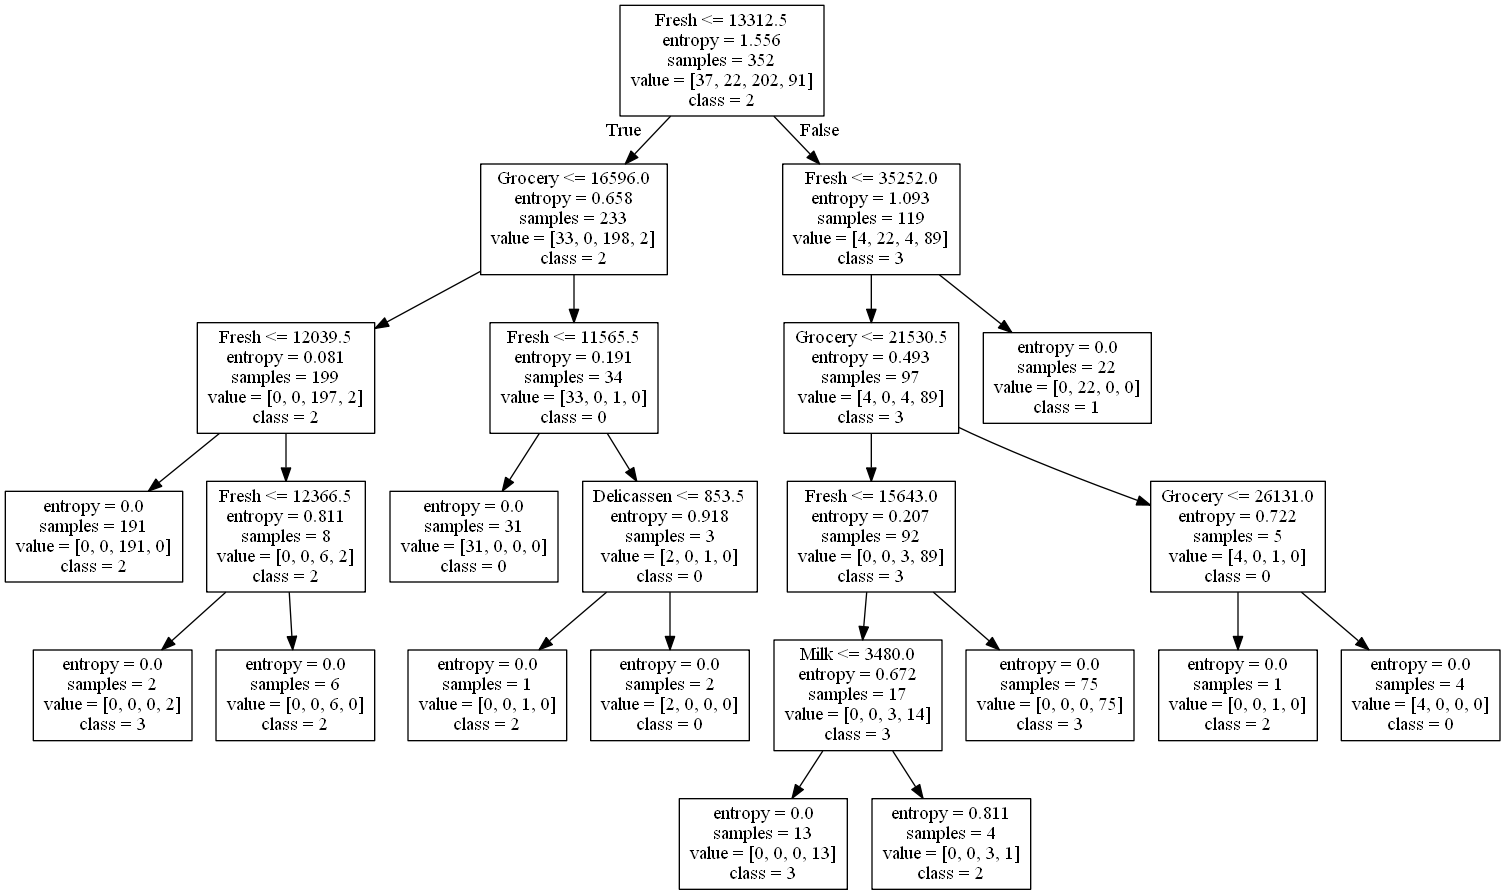 Fresh <= 13312.5
entropy = 1.556
samples = 352
value = [37, 22, 202, 91]
class = 2
True
False
Grocery <= 16596.0
entropy = 0.658
samples = 233
value = [33, 0, 198, 2]
class = 2
Fresh <= 35252.0
entropy = 1.093
samples = 119
value = [4, 22, 4, 89]
class = 3
Fresh <= 12039.5
entropy = 0.081
samples = 199
value = [0, 0, 197, 2]
class = 2
Fresh <= 11565.5
entropy = 0.191
samples = 34
value = [33, 0, 1, 0]
class = 0
Grocery <= 21530.5
entropy = 0.493
samples = 97
value = [4, 0, 4, 89]
class = 3
entropy = 0.0
samples = 22
value = [0, 22, 0, 0]
class = 1
entropy = 0.0
samples = 191
value = [0, 0, 191, 0]
class = 2
Fresh <= 12366.5
entropy = 0.811
samples = 8
value = [0, 0, 6, 2]
class = 2
entropy = 0.0
samples = 31
value = [31, 0, 0, 0]
class = 0
Delicassen <= 853.5
entropy = 0.918
samples = 3
value = [2, 0, 1, 0]
class = 0
Fresh <= 15643.0
entropy = 0.207
samples = 92
value = [0, 0, 3, 89]
class = 3
Grocery <= 26131.0
entropy = 0.722
samples = 5
value = [4, 0, 1, 0]
class = 0
entropy = 0.0
samples = 2
value = [0, 0, 0, 2]
class = 3
entropy = 0.0
samples = 6
value = [0, 0, 6, 0]
class = 2
entropy = 0.0
samples = 1
value = [0, 0, 1, 0]
class = 2
entropy = 0.0
samples = 2
value = [2, 0, 0, 0]
class = 0
Milk <= 3480.0
entropy = 0.672
samples = 17
value = [0, 0, 3, 14]
class = 3
entropy = 0.0
samples = 75
value = [0, 0, 0, 75]
class = 3
entropy = 0.0
samples = 1
value = [0, 0, 1, 0]
class = 2
entropy = 0.0
samples = 4
value = [4, 0, 0, 0]
class = 0
entropy = 0.0
samples = 13
value = [0, 0, 0, 13]
class = 3
entropy = 0.811
samples = 4
value = [0, 0, 3, 1]
class = 2